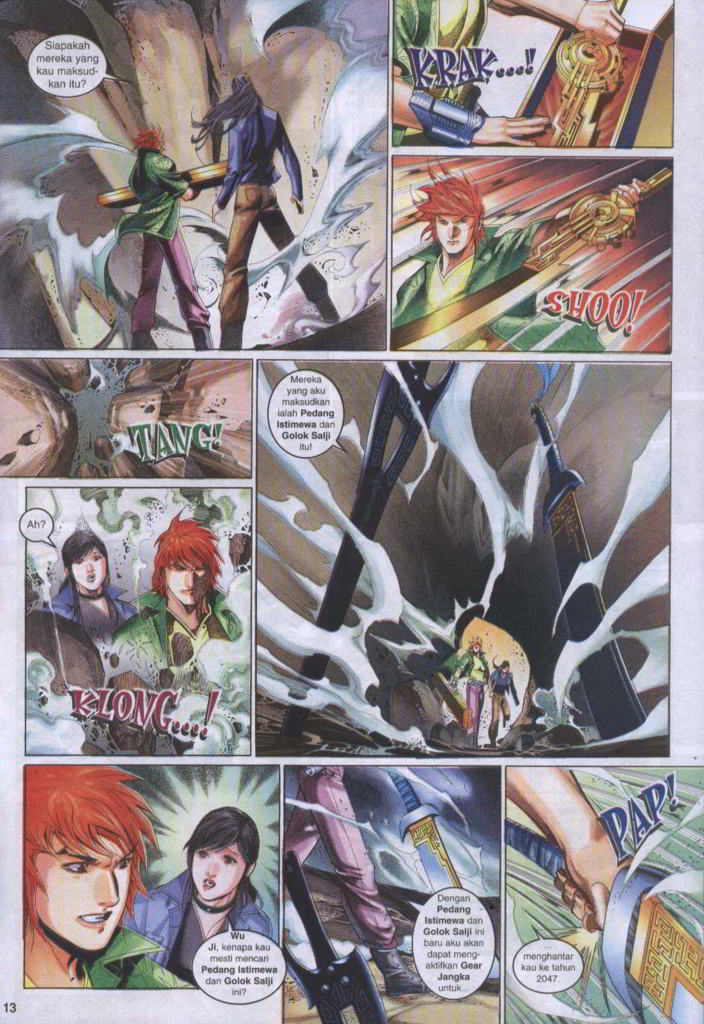 Siapakah
mereka yang
kau maksud-
kan itu?
KRAK...!
SHOO!
TANG!
Mereka
yang aku
maksudkan
ialah Pedang
Istimewa dan
Golok Salji
itu!
Ah?
KLONG...!
Wu
Ji, kenapa kau
mesti mencari
Pedang Istimewa
dan Golok Salji
ini?
Dengan
Pedang
Istimewa dan
Golok Salji ini
baru aku akan
dapat meng-
aktifkan Gear
Jangka
untuk...
PAP!
...
menghantar
kau ke tahun
2047.
13